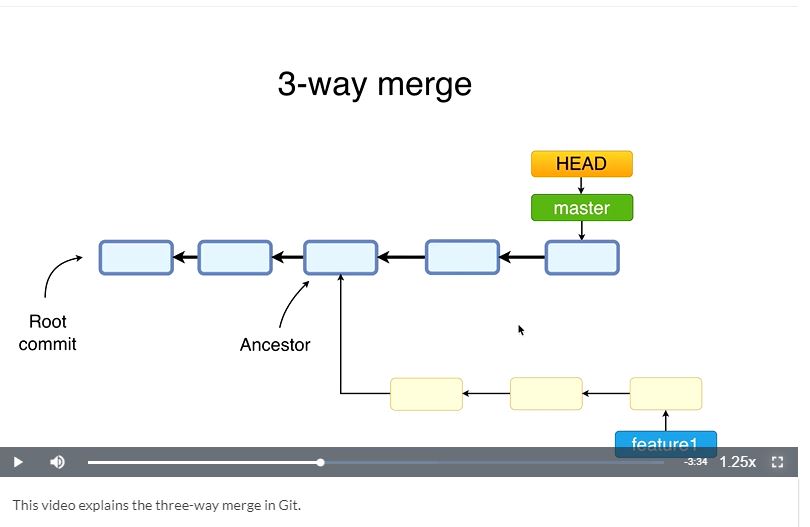 3-way merge
HEAD
master
Root
commit
Ancestor
feature1
-3:34 1.25x
This video explains the three-way merge in Git.